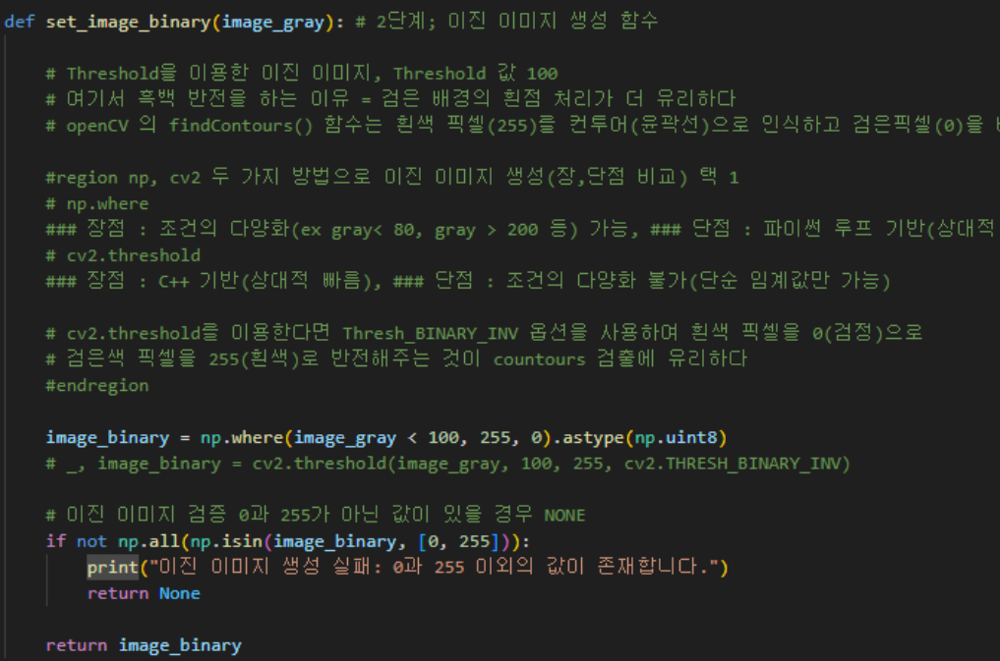 def set_image_binary(image_gray): # 2단계; 이진 이미지 생성 함수
# Threshold을 이용한 이진 이미지, Threshold 값 100
# 여기서 흑백 반전을 하는 이유 = 검은 배경의 흰점 처리가 더 유리하다
# openCV 의 findContours() 함수는 흰색 픽셀(255)를 컨투어(윤곽선)으로 인식하고 검은픽셀(0)을
#region np, cv2 두 가지 방법으로 이진 이미지 생성(장,단점 비교) 택 1
# np.where
### 장점 : 조건의 다양화(ex gray< 80, gray > 200 등) 가능, ### 단점 : 파이썬 루프 기반(상대적
# cv2.threshold
### 장점 : C++ 기반(상대적 빠름), ### 단점 : 조건의 다양화 불가(단순 임계값만 가능)
# cv2.threshold를 이용한다면 Thresh_BINARY_INV 옵션을 사용하여 흰색 픽셀을 0(검정)으로
# 검은색 픽셀을 255(흰색)로 반전해주는 것이 countours 검출에 유리하다
#endregion
image_binary = np.where(image_gray < 100, 255, 0).astype(np.uint8)
# _, image_binary = cv2.threshold(image_gray, 100, 255, cv2.THRESH_BINARY_INV)
# 이진 이미지 검증 0과 255가 아닌 값이 있을 경우 NONE
if not np.all(np.isin(image_binary, [0, 255])):
print("이진 이미지 생성 실패: 0과 255 이외의 값이 존재합니다.")
return None
return image_binary